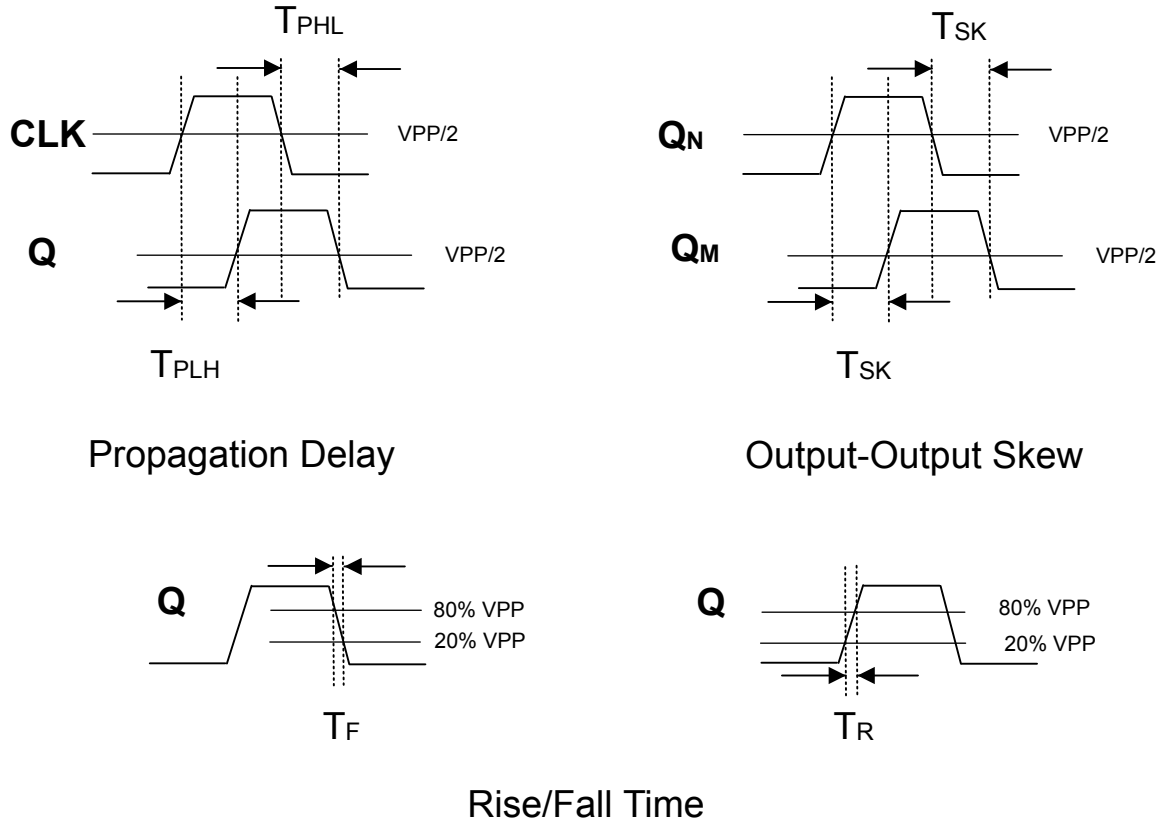 TPHL
CLK
VPP/2
Q
VPP/2
TPLH
Propagation Delay
TSK
QN
VPP/2
QM
VPP/2
TSK
Output-Output Skew
Q
80% VPP
20% VPP
TF
Q
80% VPP
20% VPP
TR
Rise/Fall Time